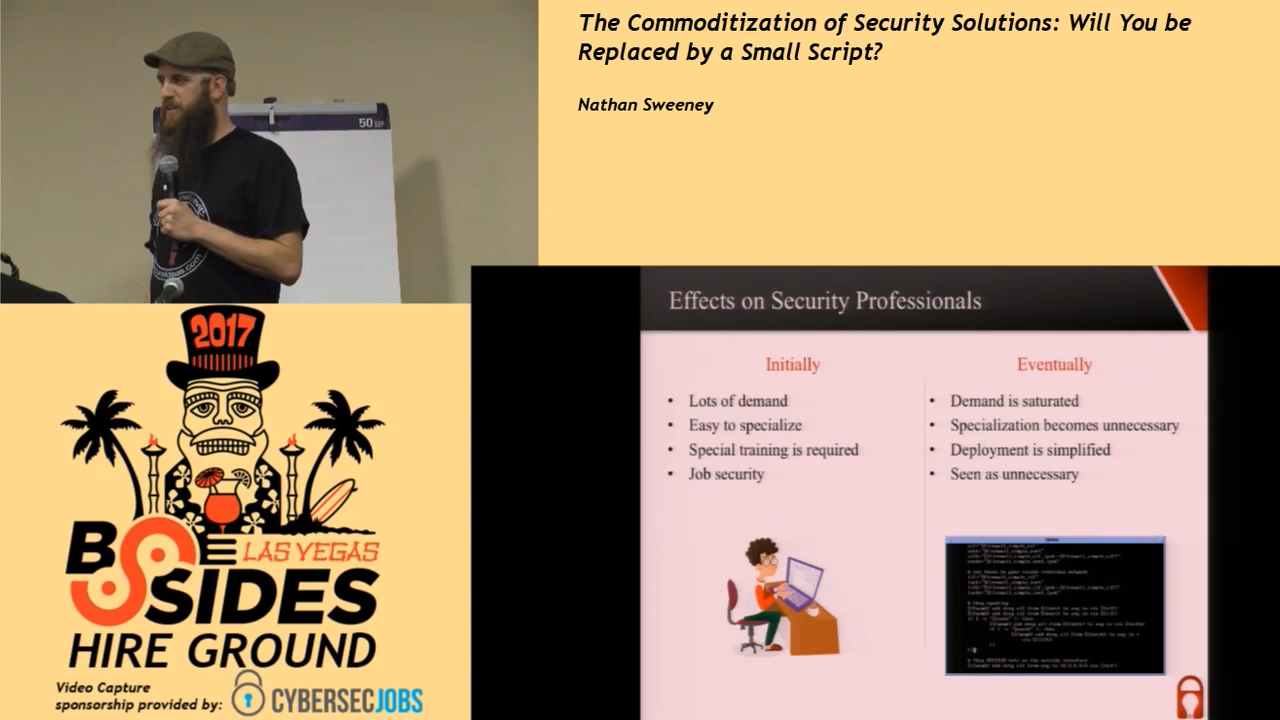 The Commoditization of Security Solutions: Will You be
Replaced by a Small Script?
Nathan Sweeney
50
2017
BSIDES
LAS VEGAS
HIRE GROUND
Video Capture
sponsorship provided by:
CYBERSECJOBS
Effects on Security Professionals
Initially
• Lots of demand
• Easy to specialize
• Special training is required
• Job security
Eventually
• Demand is saturated
• Specialization becomes unnecessary
• Deployment is simplified
• Seen as unnecessary